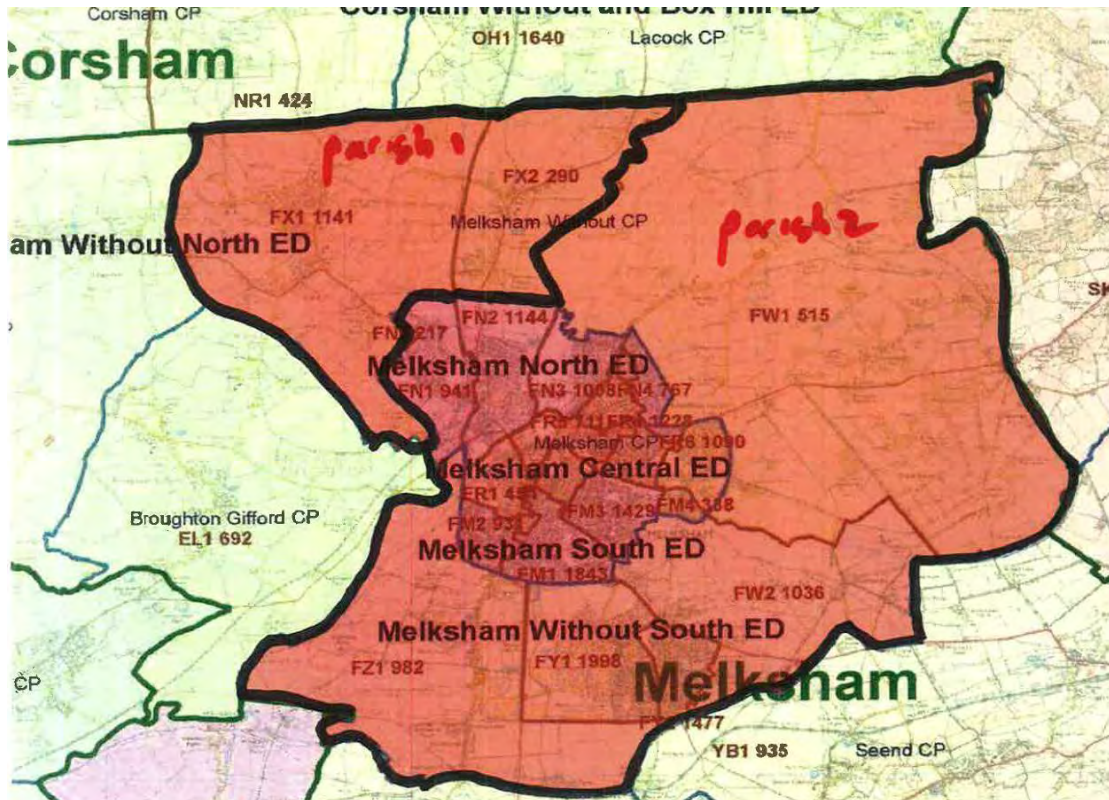 Corsham Without and Box Hill ED
Corsham CP
OH1 1640
Lacock CP
Corsham
NR1 424
parish 1
FX2 290
FX1 1141
Melksham Without CP
parish 2
am Without North ED
FW1 515
FN2 1144
217
Melksham North ED
FN1 941
FN3
FN4 767
Melksham CP
FR6 1090
Melksham Central ED
FM3 1429
FM4
FM2
Broughton Gifford CP
EL1 692
Melksham South ED
FM1 1843
FW2 1036
Melksham Without South ED
FZ1 982
FY1 1998
Melksham
CP
1477
YB1 935
Seend CP